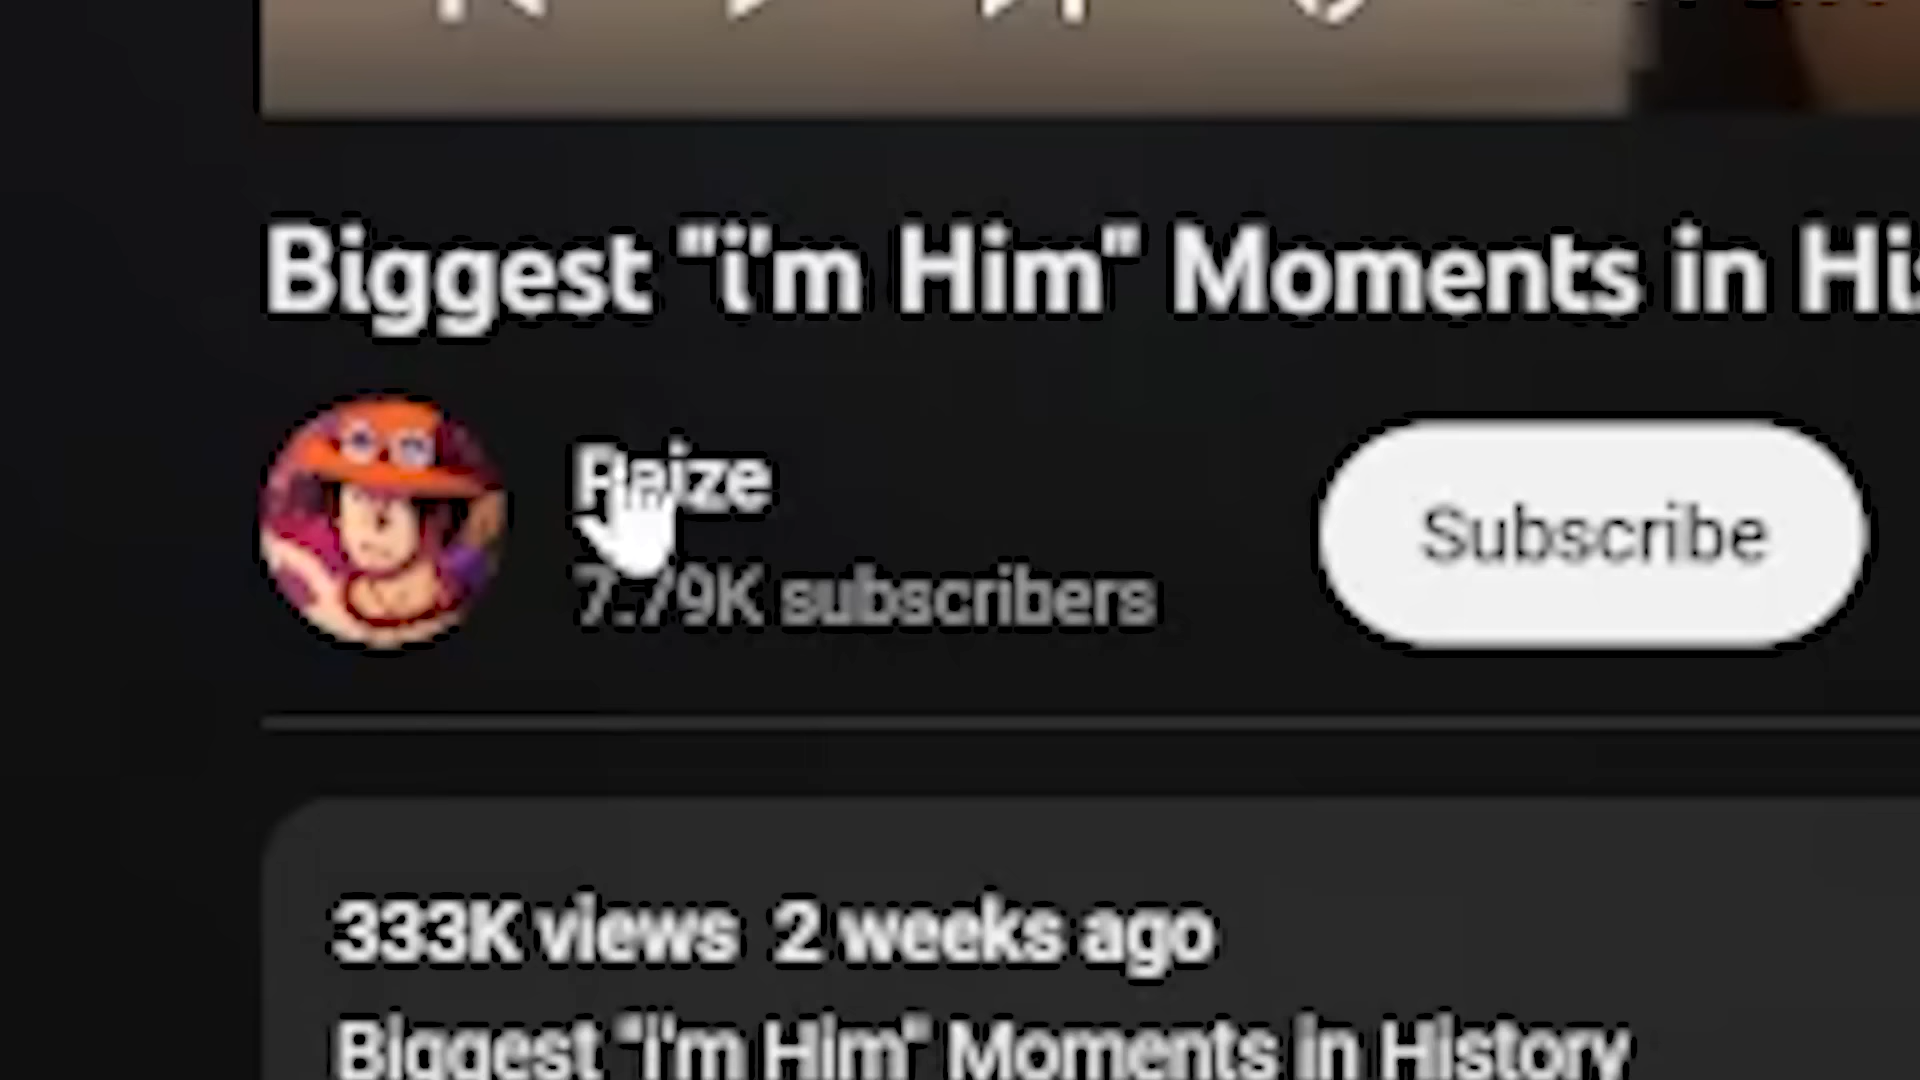 Biggest "i'm Him" Moments in His
Raize
7.79K subscribers
Subscribe
333K views 2 weeks ago
Biggest "i'm Him" Moments in History